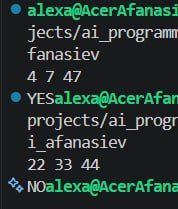 alexa@AcerAfanasi
jects/ai_programm
fanasiev
4 7 47
YESalexa@AcerAfan
projects/ai_progr
i_afanasiev
22 33 44
NOalexa@AcerAfana